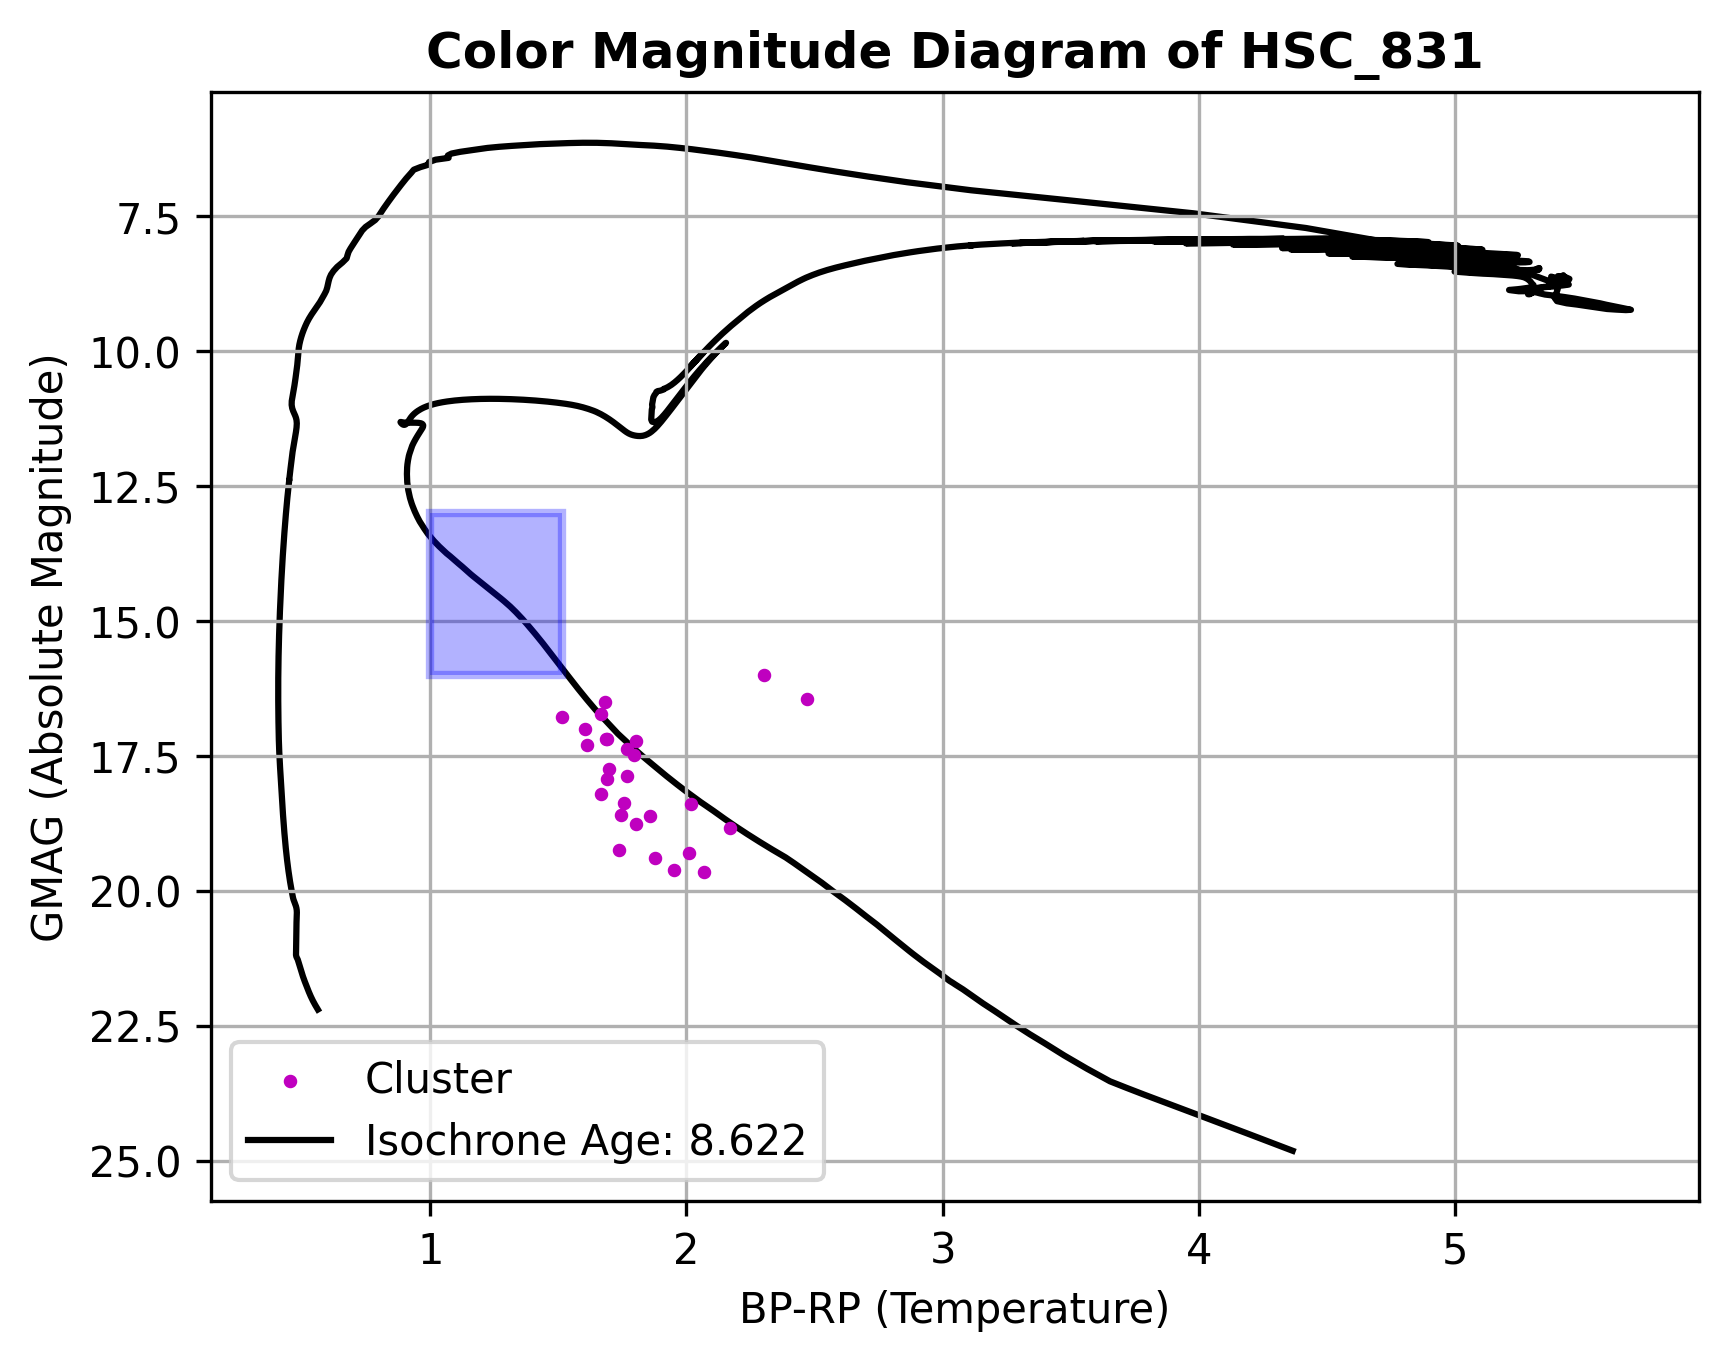 Color Magnitude Diagram of HSC_831
GMAG (Absolute Magnitude)
7.5
10.0
12.5
15.0
17.5
20.0
22.5
25.0
Cluster
Isochrone Age: 8.622
1 2 3 4 5
BP-RP (Temperature)